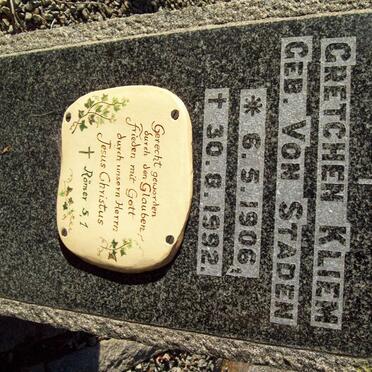 GRETCHEN KLIEM
GEB. VON STADEN
* 6.5.1906
† 30.8.1992
Gerecht geworden
durch den Glauben,
Frieden mit Gott
durch unsern Herrn
Jesus Christus
† Römer 5,1